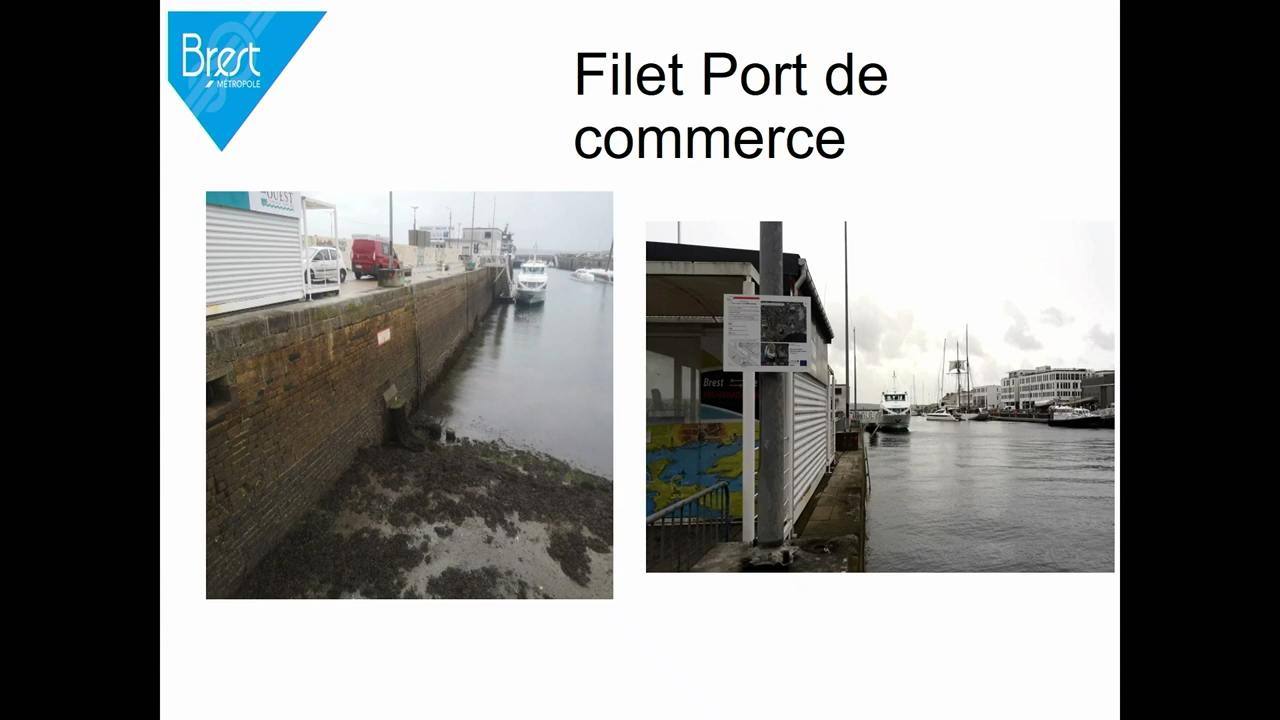 Brest
MÉTROPOLE
Filet Port de
commerce
OUEST
Brest